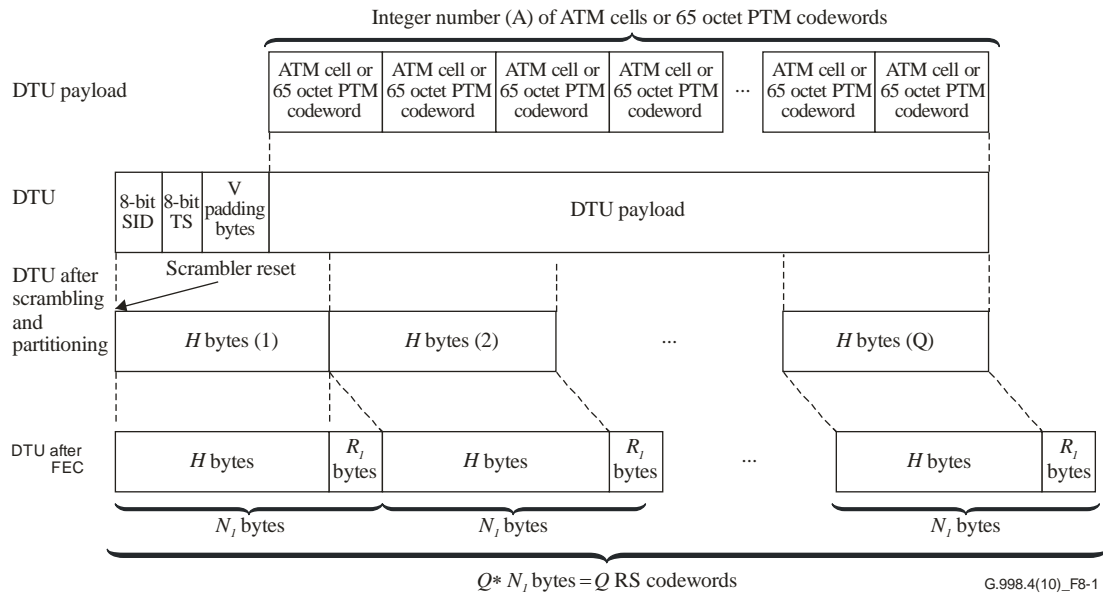 Integer number (A) of ATM cells or 65 octet PTM codewords
DTU payload
ATM cell or
65 octet PTM
codeword
ATM cell or
65 octet PTM
codeword
ATM cell or
65 octet PTM
codeword
ATM cell or
65 octet PTM
codeword
...
ATM cell or
65 octet PTM
codeword
ATM cell or
65 octet PTM
codeword
DTU
8-bit
SID
8-bit
TS
V
padding
bytes
DTU payload
DTU after
scrambling
and
partitioning
Scrambler reset
H bytes (1)
H bytes (2)
...
H bytes (Q)
DTU after
FEC
H bytes
R₁
bytes
H bytes
R₁
bytes
...
H bytes
R₁
bytes
N₁ bytes
N₁ bytes
N₁ bytes
Q* N₁ bytes = Q RS codewords
G.998.4(10)_F8-1